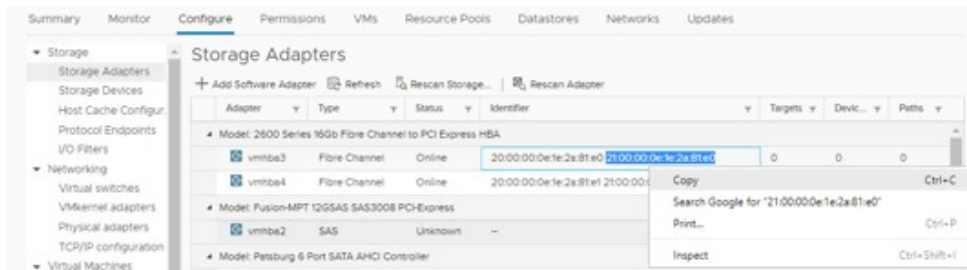 Summary Monitor Configure Permissions VMs Resource Pools Datastores Networks Updates
Storage
Storage Adapters
Storage Devices
Host Cache Configur.
Protocol Endpoints
I/O Filters
Networking
Virtual switches
VMkernel adapters
Physical adapters
TCP/IP configuration
Virtual Machines
Storage Adapters
+ Add Software Adapter Refresh Rescan Storage... Rescan Adapter
Adapter Type Status Identifier Targets Devic... Paths
Model: 2600 Series 16Gb Fibre Channel to PCI Express HBA
vmhba3 Fibre Channel Online 20:00:00:0e:1e:2a:81:e0 21:00:00:0e:1e:2a:81:e0 0 0 0
vmhba4 Fibre Channel Online 20:00:00:0e:1e:2a:81:e1 21:00:00:
Model: Fusion-MPT 12GSAS SAS3008 PCI-Express
vmhba2 SAS Unknown --
Model: Patsburg 6 Port SATA AHCI Controller
Copy Ctrl+C
Search Google for "21:00:00:0e:1e:2a:81:e0"
Print... Ctrl+P
Inspect Ctrl+Shift+I